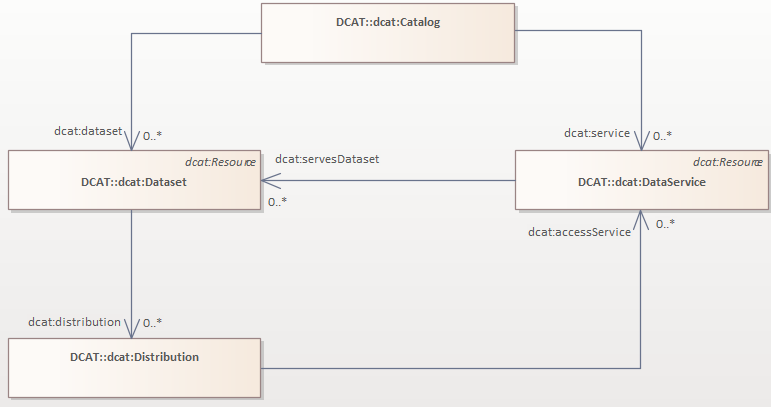 DCAT::dcat:Catalog
dcat:dataset
0..*
dcat:service
0..*
dcat:Resource
DCAT::dcat:Dataset
dcat:servesDataset
0..*
dcat:Resource
DCAT::dcat:DataService
dcat:accessService
0..*
dcat:distribution
0..*
DCAT::dcat:Distribution